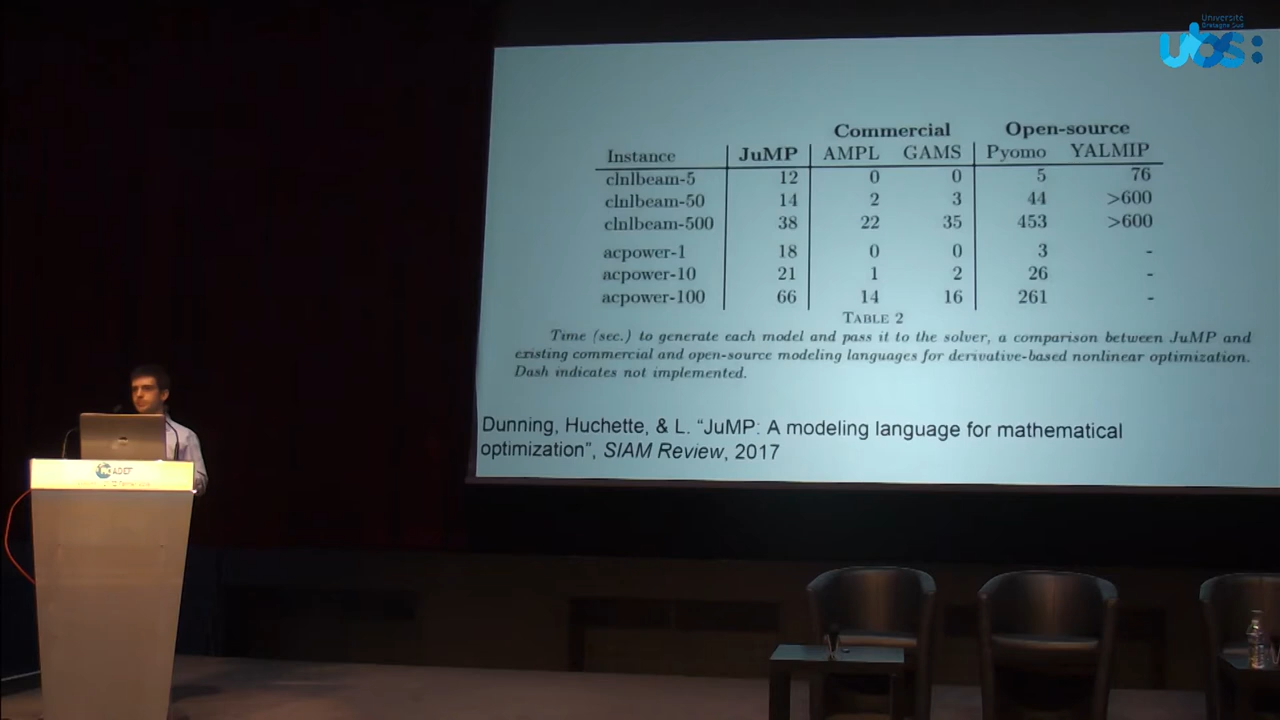 Université
Bretagne Sud
ubs:
Commercial Open-source
Instance JuMP AMPL GAMS Pyomo YALMIP
clnlbeam-5 12 0 0 5 76
clnlbeam-50 14 2 3 44 >600
clnlbeam-500 38 22 35 453 >600
acpower-1 18 0 0 3 -
acpower-10 21 1 2 26 -
acpower-100 66 14 16 261 -
TABLE 2
Time (sec.) to generate each model and pass it to the solver, a comparison between JuMP and
existing commercial and open-source modeling languages for derivative-based nonlinear optimization.
Dash indicates not implemented.
Dunning, Huchette, & L. “JuMP: A modeling language for mathematical
optimization”, SIAM Review, 2017